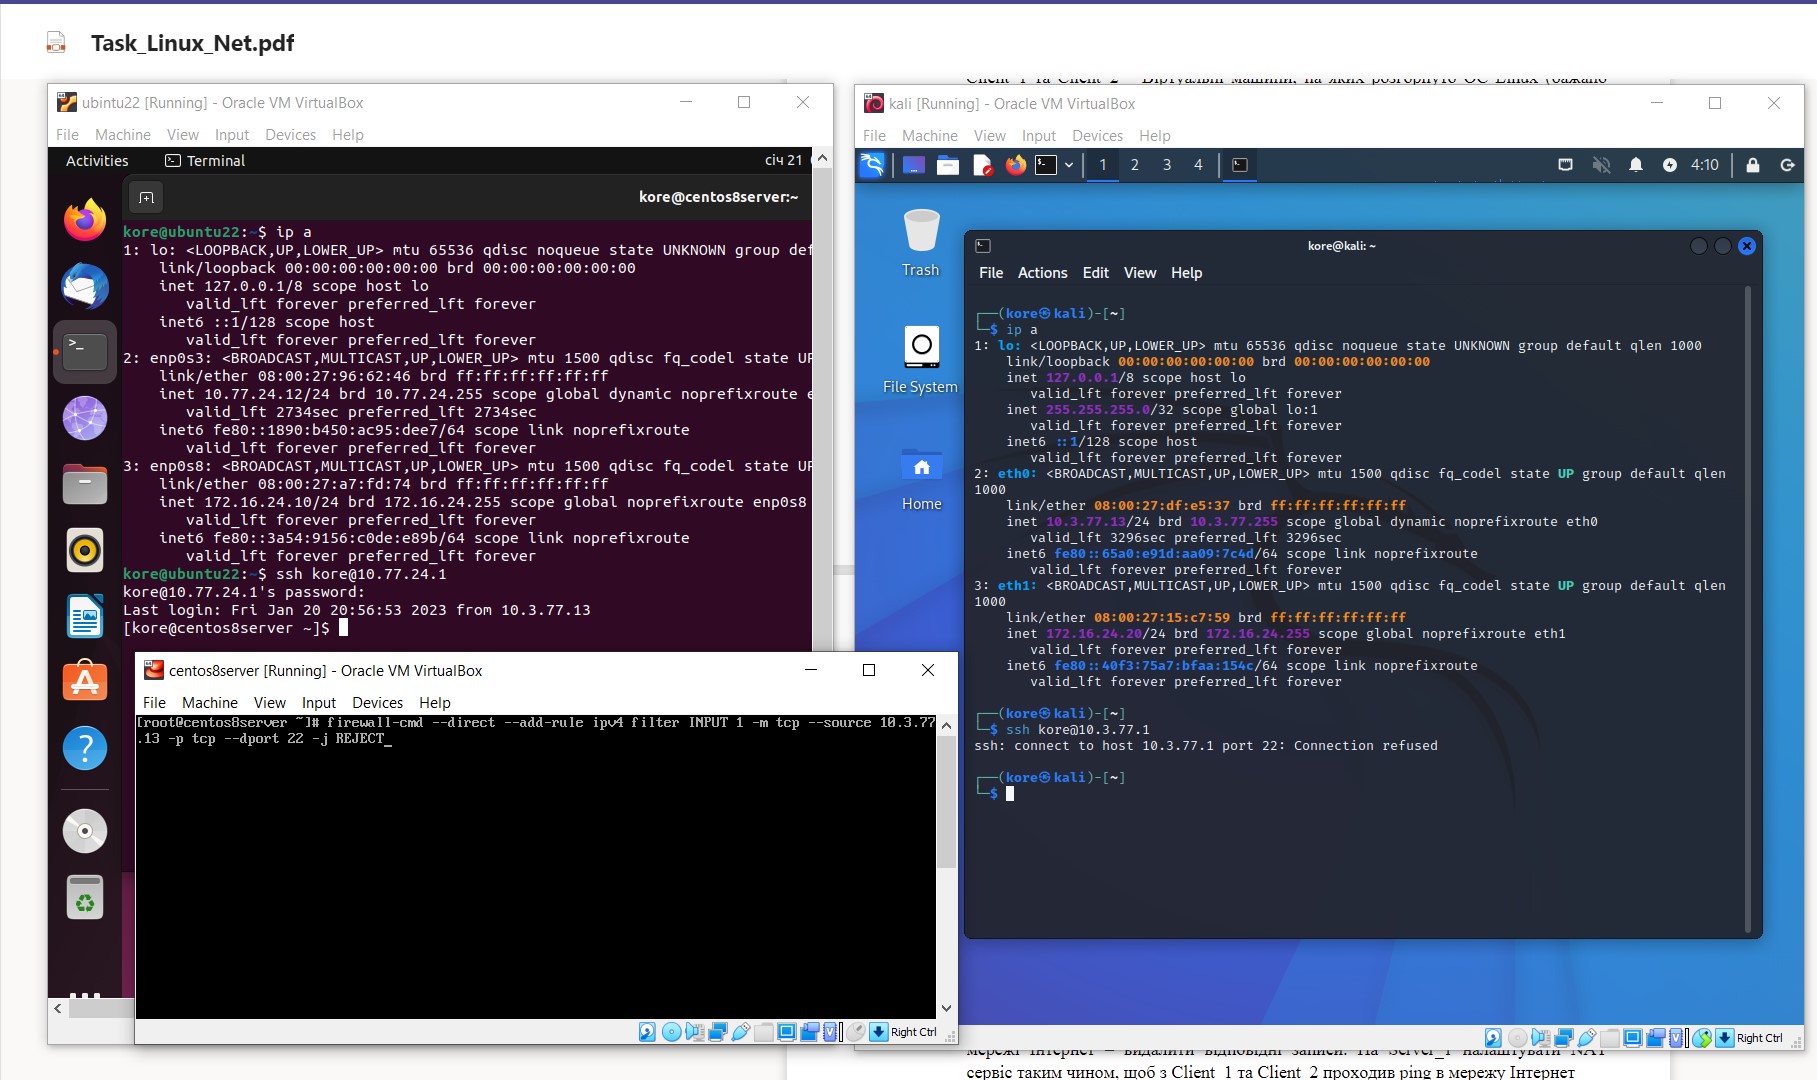 Task_Linux_Net.pdf
Client_1 та Client_2 – Віртуальні машини, на яких розгорнуто ОС Linux (бажано
ubintu22 [Running] - Oracle VM VirtualBox
File Machine View Input Devices Help
Activities Terminal січ 21
kore@centos8server:~
kore@ubuntu22:~$ ip a
1: lo: <LOOPBACK,UP,LOWER_UP> mtu 65536 qdisc noqueue state UNKNOWN group def
link/loopback 00:00:00:00:00:00 brd 00:00:00:00:00:00
inet 127.0.0.1/8 scope host lo
valid_lft forever preferred_lft forever
inet6 ::1/128 scope host
valid_lft forever preferred_lft forever
2: enp0s3: <BROADCAST,MULTICAST,UP,LOWER_UP> mtu 1500 qdisc fq_codel state UP
link/ether 08:00:27:96:62:46 brd ff:ff:ff:ff:ff:ff
inet 10.77.24.12/24 brd 10.77.24.255 scope global dynamic noprefixroute e
valid_lft 2734sec preferred_lft 2734sec
inet6 fe80::1890:b450:ac95:dee7/64 scope link noprefixroute
valid_lft forever preferred_lft forever
3: enp0s8: <BROADCAST,MULTICAST,UP,LOWER_UP> mtu 1500 qdisc fq_codel state UP
link/ether 08:00:27:a7:fd:74 brd ff:ff:ff:ff:ff:ff
inet 172.16.24.10/24 brd 172.16.24.255 scope global noprefixroute enp0s8
valid_lft forever preferred_lft forever
inet6 fe80::3a54:9156:c0de:e89b/64 scope link noprefixroute
valid_lft forever preferred_lft forever
kore@ubuntu22:~$ ssh kore@10.77.24.1
kore@10.77.24.1's password:
Last login: Fri Jan 20 20:56:53 2023 from 10.3.77.13
[kore@centos8server ~]$
centos8server [Running] - Oracle VM VirtualBox
File Machine View Input Devices Help
[root@centos8server ~]# firewall-cmd --direct --add-rule ipv4 filter INPUT 1 -m tcp --source 10.3.77
.13 -p tcp --dport 22 -j REJECT_
Right Ctrl
kali [Running] - Oracle VM VirtualBox
File Machine View Input Devices Help
1 2 3 4 4:10
Trash
File System
Home
kore@kali: ~
File Actions Edit View Help
(kore㉿kali)-[~]
$ ip a
1: lo: <LOOPBACK,UP,LOWER_UP> mtu 65536 qdisc noqueue state UNKNOWN group default qlen 1000
link/loopback 00:00:00:00:00:00 brd 00:00:00:00:00:00
inet 127.0.0.1/8 scope host lo
valid_lft forever preferred_lft forever
inet 255.255.255.0/32 scope global lo:1
valid_lft forever preferred_lft forever
inet6 ::1/128 scope host
valid_lft forever preferred_lft forever
2: eth0: <BROADCAST,MULTICAST,UP,LOWER_UP> mtu 1500 qdisc fq_codel state UP group default qlen
1000
link/ether 08:00:27:df:e5:37 brd ff:ff:ff:ff:ff:ff
inet 10.3.77.13/24 brd 10.3.77.255 scope global dynamic noprefixroute eth0
valid_lft 3296sec preferred_lft 3296sec
inet6 fe80::65a0:e91d:aa09:7c4d/64 scope link noprefixroute
valid_lft forever preferred_lft forever
3: eth1: <BROADCAST,MULTICAST,UP,LOWER_UP> mtu 1500 qdisc fq_codel state UP group default qlen
1000
link/ether 08:00:27:15:c7:59 brd ff:ff:ff:ff:ff:ff
inet 172.16.24.20/24 brd 172.16.24.255 scope global noprefixroute eth1
valid_lft forever preferred_lft forever
inet6 fe80::40f3:75a7:bfaa:154c/64 scope link noprefixroute
valid_lft forever preferred_lft forever
(kore㉿kali)-[~]
$ ssh kore@10.3.77.1
ssh: connect to host 10.3.77.1 port 22: Connection refused
(kore㉿kali)-[~]
$
Right Ctrl
мережі Інтернет – видалити відповідні записи. На Server_1 налаштувати NAT
сервіс таким чином, щоб з Client_1 та Client_2 проходив ping в мережу Інтернет